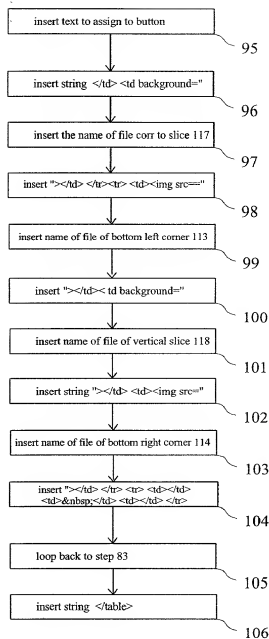 insert text to assign to button
95
insert string </td> <td background="
96
insert the name of file corr to slice 117
97
insert "></td> </tr><tr> <td><img src=="
98
insert name of file of bottom left corner 113
99
insert "></td>< td background="
100
insert name of file of vertical slice 118
101
insert string "></td> <td><img src="
102
insert name of file of bottom right corner 114
103
insert "></td> </tr> <tr> <td></td>
<td>&nbsp;</td> <td></td> </tr>
104
loop back to step 83
105
insert string </table>
106